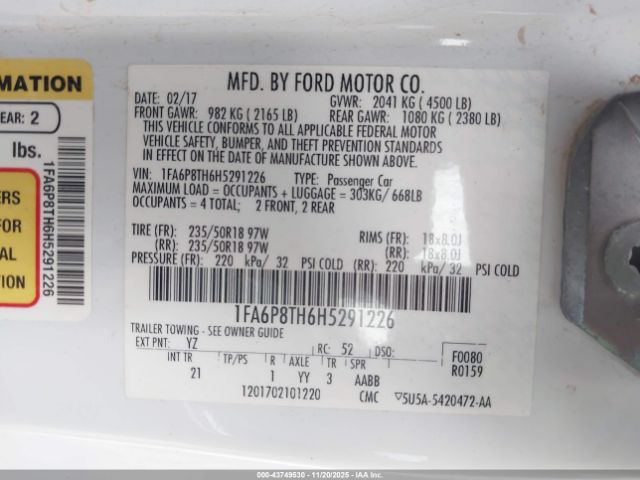 RMATION
EAR: 2
lbs.
1FA6P8TH6H5291226
ERS
FOR
AL
US
MFD. BY FORD MOTOR CO.
DATE: 02/17 GVWR: 2041 KG ( 4500 LB)
FRONT GAWR: 982 KG ( 2165 LB) REAR GAWR: 1080 KG ( 2380LB)
THIS VEHICLE CONFORMS TO ALL APPLICABLE FEDERAL MOTOR
VEHICLE SAFETY, BUMPER, AND THEFT PREVENTION STANDARDS
IN EFFECT ON THE DATE OF MANUFACTURE SHOWN ABOVE.
VIN: 1FA6P8TH6H5291226 TYPE: Passenger Car
MAXIMUM LOAD = OCCUPANTS + LUGGAGE = 303KG/ 668LB
OCCUPANTS = 4 TOTAL; 2 FRONT, 2 REAR
TIRE (FR): 235/50R18 97W RIMS (FR): 18x8.0J
(RR): 235/50R18 97W (RR): 18x8.0J
PRESSURE (FR): 220 kPa/ 32 PSI COLD (RR): 220 kPa/ 32 PSI COLD
1FA6P8TH6H5291226
TRAILER TOWING - SEE OWNER GUIDE
EXT PNT: YZ RC: 52 DSO: F0080
INT TR TP/PS R AXLE TR SPR R0159
21 1 YY 3 AABB
1201702101220 CMC 5U5A-5420472-AA
000-43749530 - 11/20/2025 - IAAI.COM